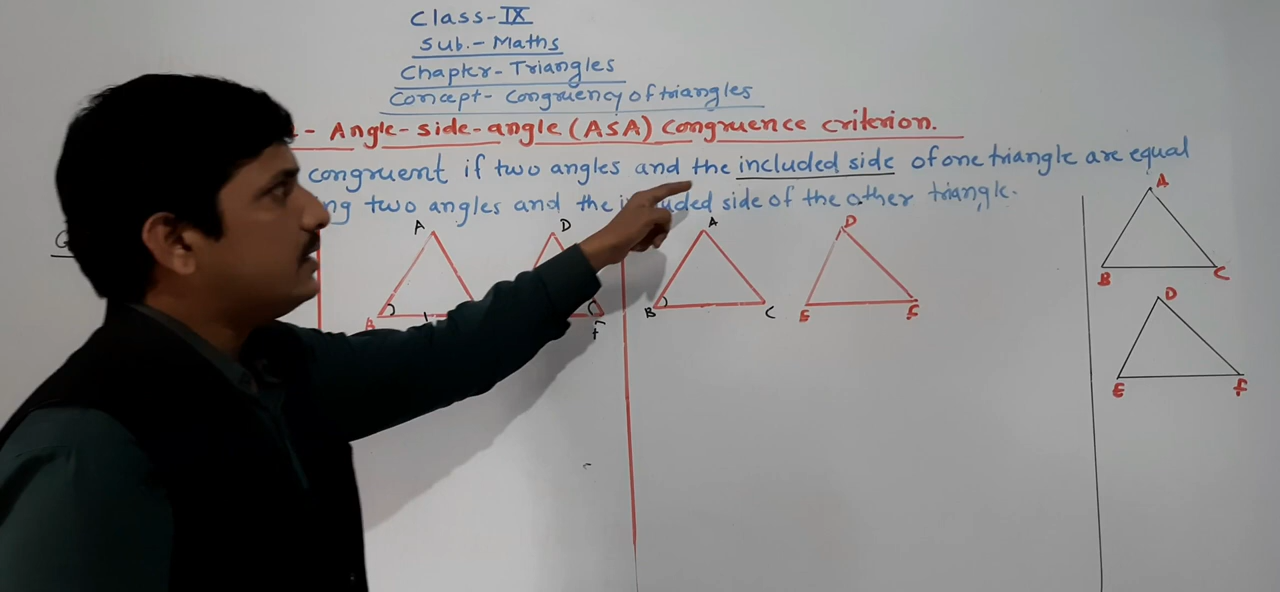 Class-IX
Sub.- Maths
Chapter- Triangles
Concept- Congruency of triangles
- Angle-side-angle (ASA) congruence criterion.
congruent if two angles and the included side of one triangle are equal
two angles and the included side of the other triangle.
A
D
A
D
A
B
F
B
C
E
F
B
C
D
E
F